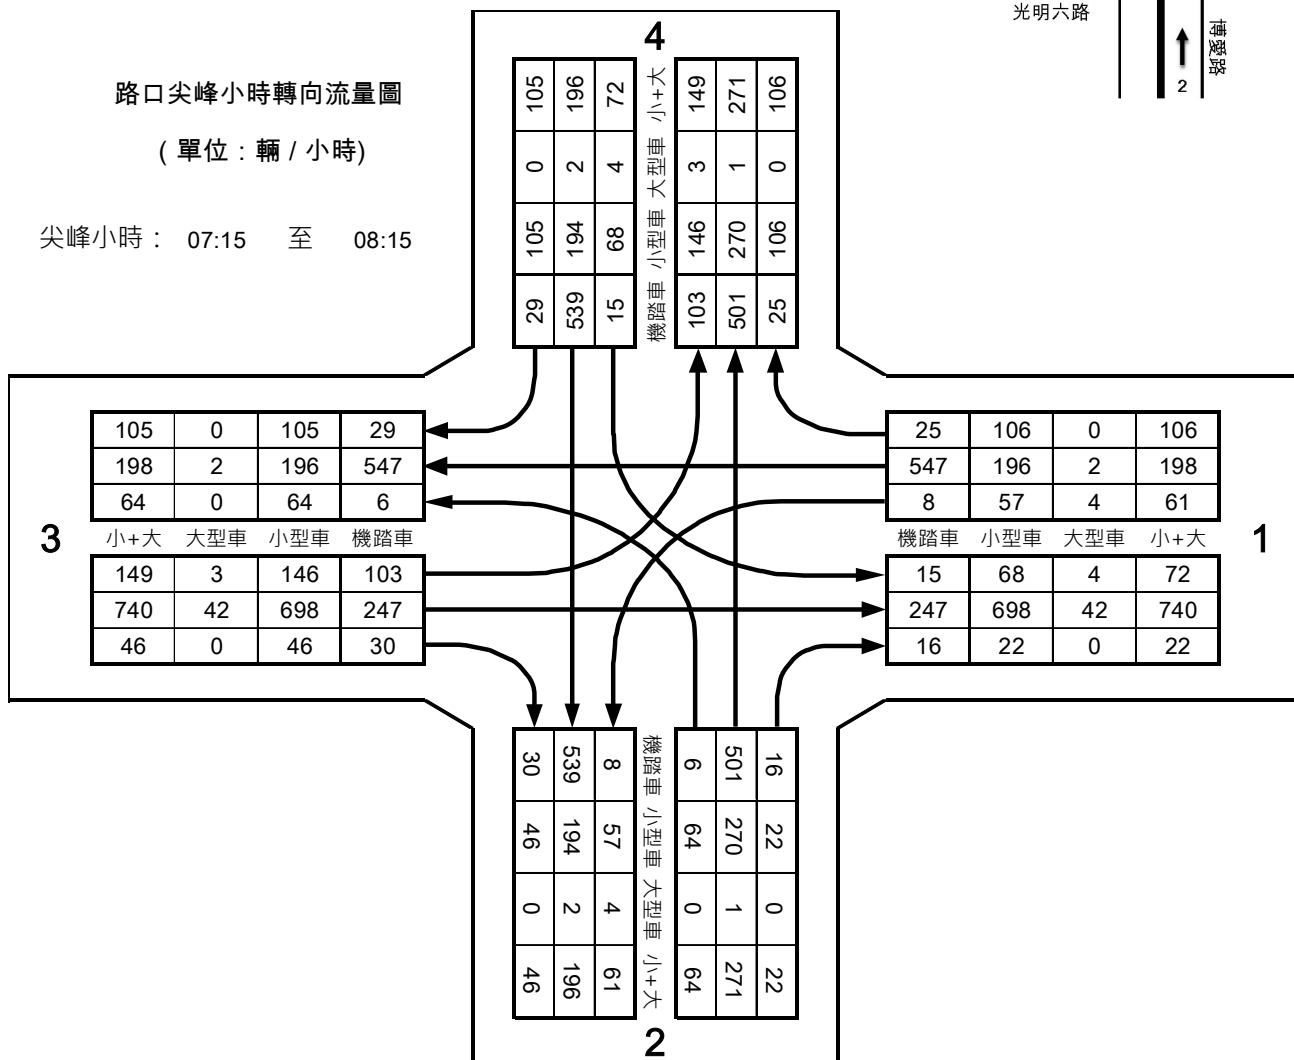 光明六路
博愛路
2
路口尖峰小時轉向流量圖
( 單位：輛 / 小時)
尖峰小時： 07:15 至 08:15
4
105 196 72 小+大 149 271 106
0 2 4 大型車 3 1 0
105 194 68 小型車 146 270 106
29 539 15 機踏車 103 501 25
3
105 0 105 29
198 2 196 547
64 0 64 6
小+大 大型車 小型車 機踏車
149 3 146 103
740 42 698 247
46 0 46 30
25 106 0 106
547 196 2 198
8 57 4 61
機踏車 小型車 大型車 小+大
15 68 4 72
247 698 42 740
16 22 0 22
1
30 539 8 機踏車 6 501 16
46 194 57 小型車 64 270 22
0 2 4 大型車 0 1 0
46 196 61 小+大 64 271 22
2